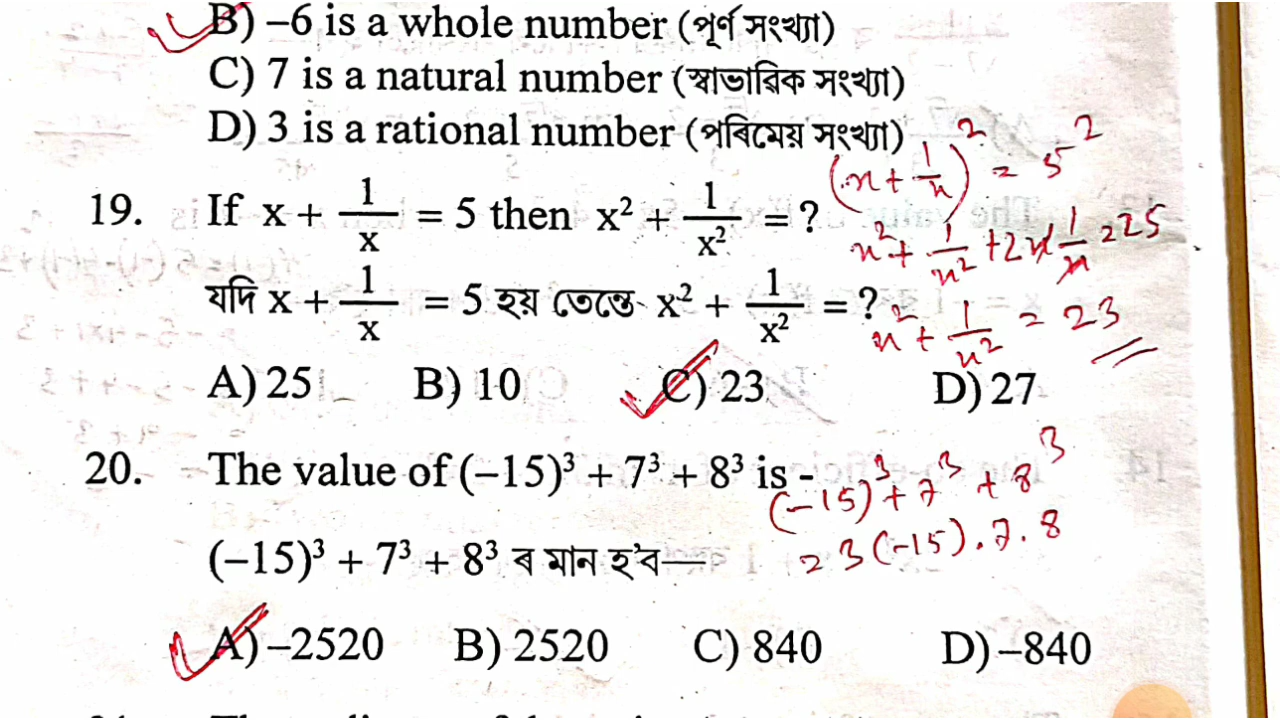 B) –6 is a whole number (পূৰ্ণ সংখ্যা)
C) 7 is a natural number (স্বাভাৱিক সংখ্যা)
D) 3 is a rational number (পৰিমেয় সংখ্যা)
(x + 1/x)² = 5²
19. If x + 1/x = 5 then x² + 1/x² = ?
x² + 1/x² + 2x 1/x = 25
যদি x + 1/x = 5 হয় তেন্তে x² + 1/x² = ?
x² + 1/x² = 23
A) 25 B) 10 C) 23 D) 27
20. The value of (–15)³ + 7³ + 8³ is -
(–15)³ + 7³ + 8³
= 3(–15).7.8
(–15)³ + 7³ + 8³ ৰ মান হ'ব—
A) –2520 B) 2520 C) 840 D) –840